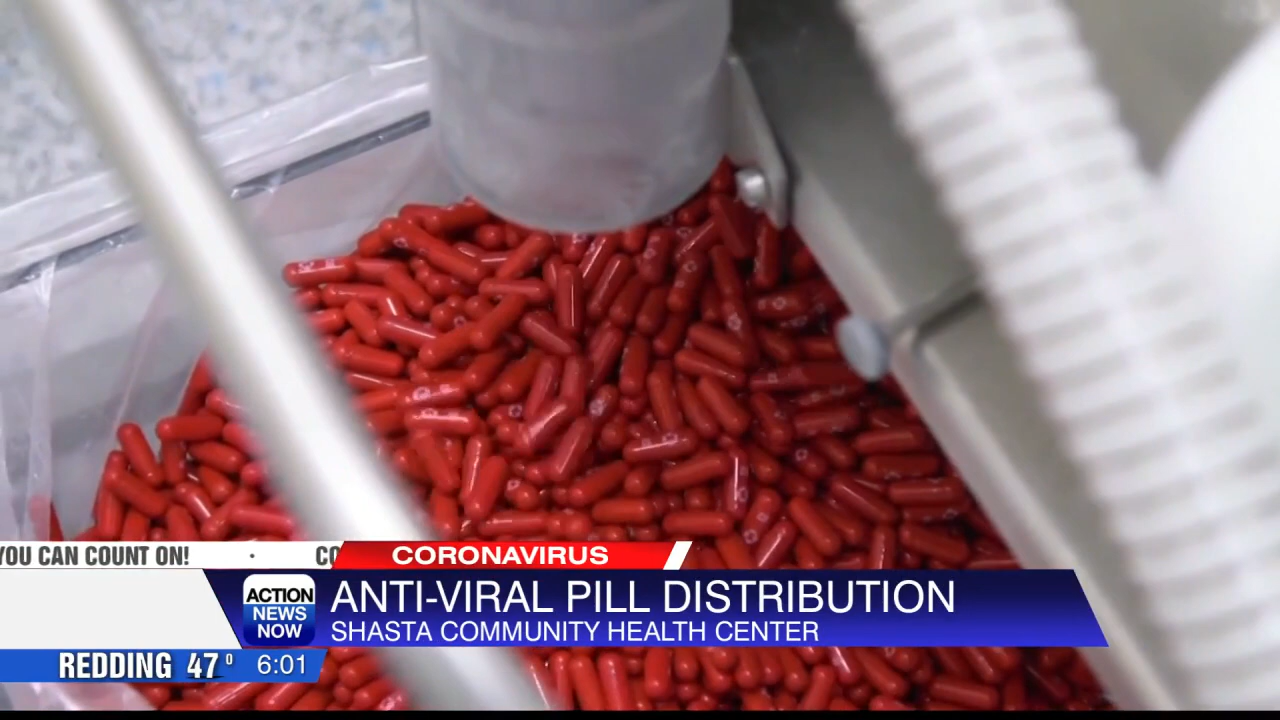 YOU CAN COUNT ON! · CO
CORONAVIRUS
ACTION
NEWS
NOW
ANTI-VIRAL PILL DISTRIBUTION
SHASTA COMMUNITY HEALTH CENTER
REDDING 47° 6:01